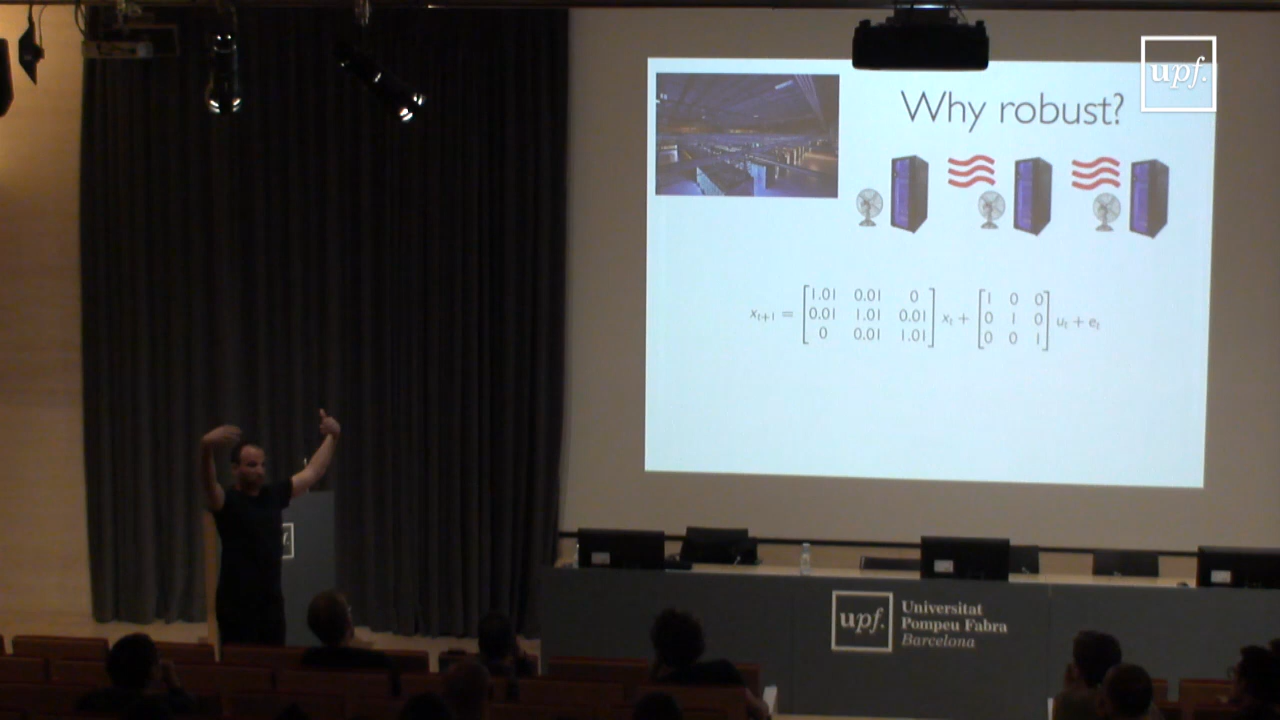 upf.
Why robust?
x_{t+1} = [1.01 0.01 0; 0.01 1.01 0.01; 0 0.01 1.01] x_t + [1 0 0; 0 1 0; 0 0 1] u_t + e_t
upf.
Universitat
Pompeu Fabra
Barcelona